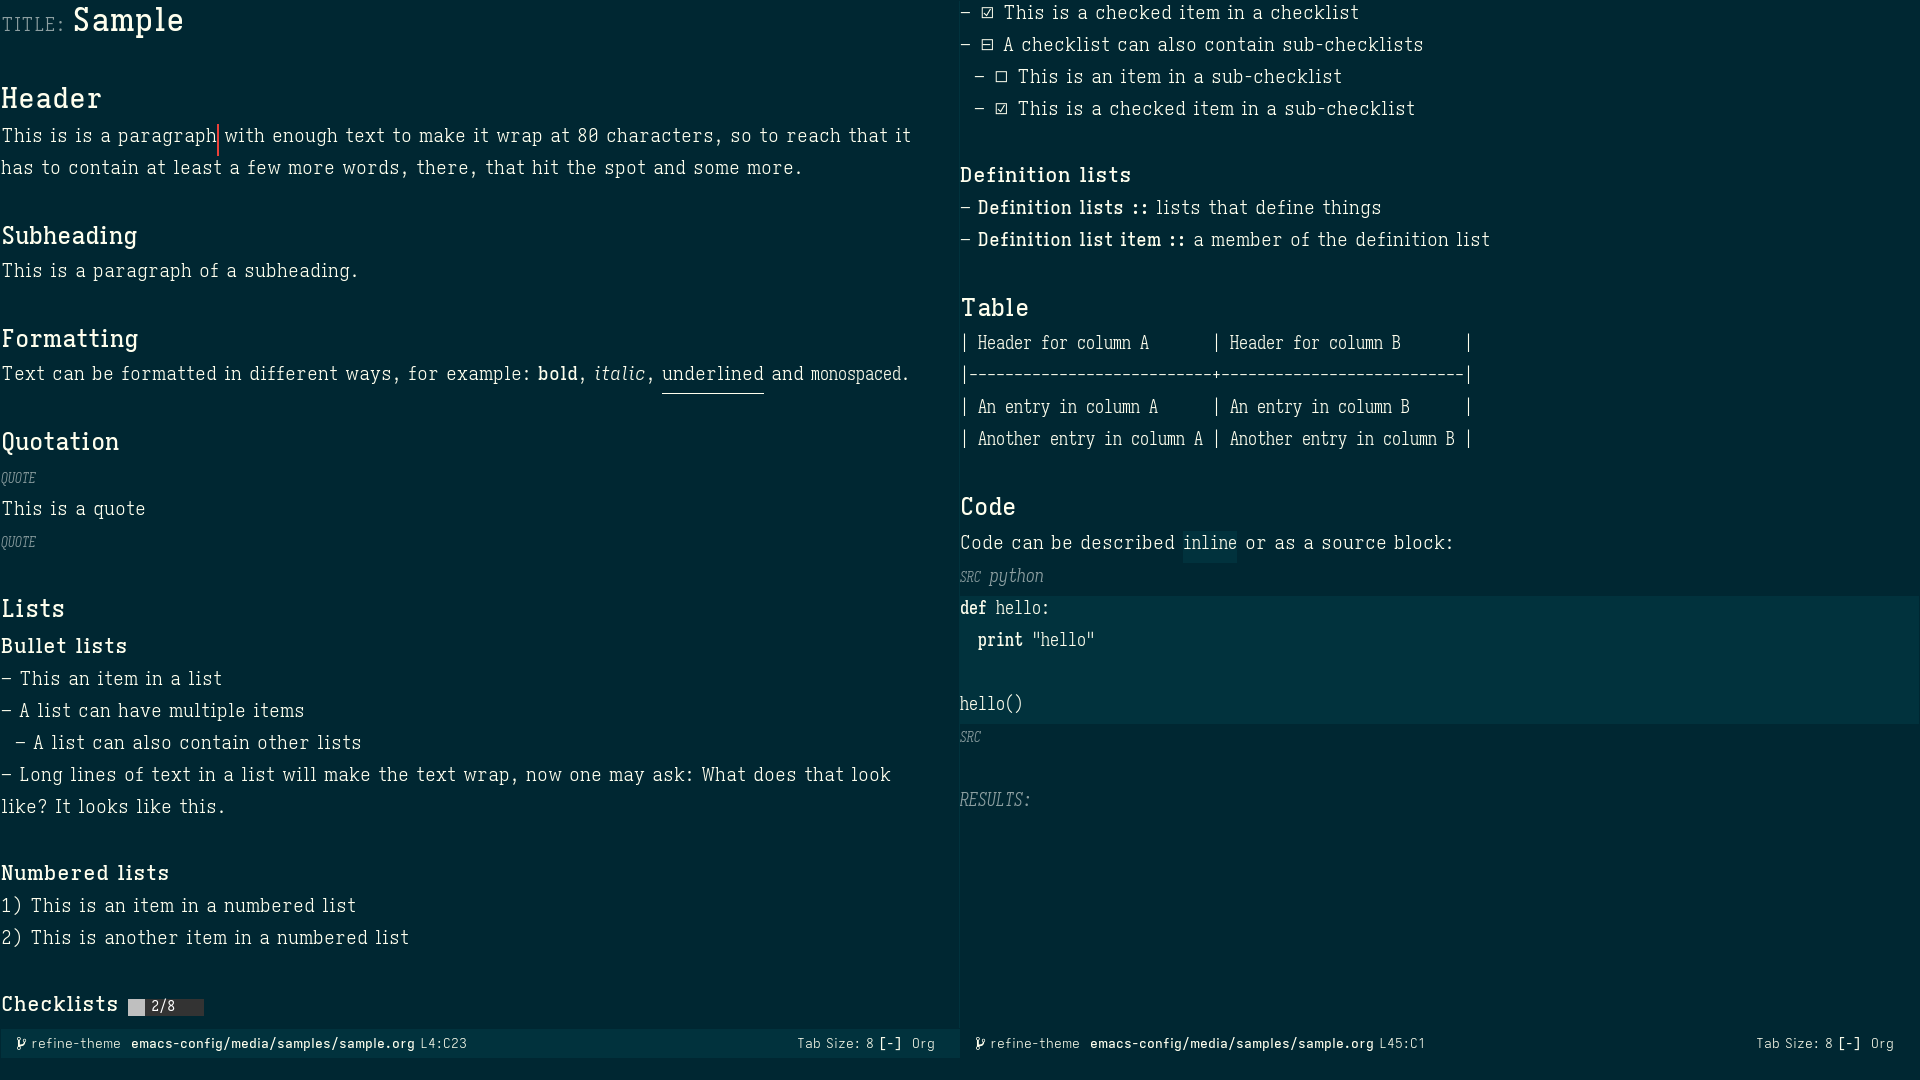 TITLE: Sample
Header
This is is a paragraph with enough text to make it wrap at 80 characters, so to reach that it
has to contain at least a few more words, there, that hit the spot and some more.
Subheading
This is a paragraph of a subheading.
Formatting
Text can be formatted in different ways, for example: bold, italic, underlined and monospaced.
Quotation
QUOTE
This is a quote
QUOTE
Lists
Bullet lists
– This an item in a list
– A list can have multiple items
– A list can also contain other lists
– Long lines of text in a list will make the text wrap, now one may ask: What does that look
like? It looks like this.
Numbered lists
1) This is an item in a numbered list
2) This is another item in a numbered list
Checklists 2/8
refine-theme emacs-config/media/samples/sample.org L4:C23 Tab Size: 8 [-] Org
– ☑ This is a checked item in a checklist
– ⊟ A checklist can also contain sub-checklists
– ☐ This is an item in a sub-checklist
– ☑ This is a checked item in a sub-checklist
Definition lists
– Definition lists :: lists that define things
– Definition list item :: a member of the definition list
Table
| Header for column A       | Header for column B       |
|---------------------------+---------------------------|
| An entry in column A      | An entry in column B      |
| Another entry in column A | Another entry in column B |
Code
Code can be described inline or as a source block:
SRC python
def hello:
  print "hello"
hello()
SRC
RESULTS:
refine-theme emacs-config/media/samples/sample.org L45:C1 Tab Size: 8 [-] Org